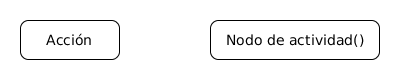 Acción
Nodo de actividad()